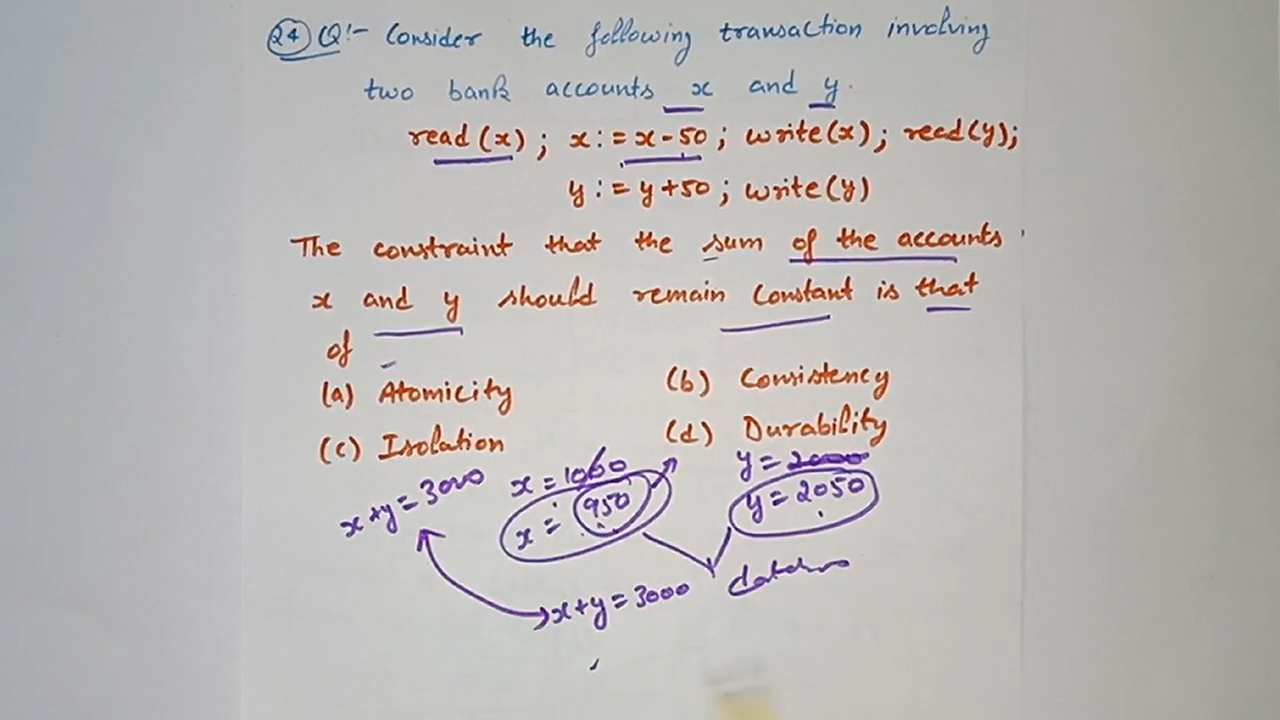 24 Q:- Consider the following transaction involving
two bank accounts x and y.
read(x); x:=x-50; write(x); read(y);
y:=y+50; write(y)
The constraint that the sum of the accounts
x and y should remain constant is that
of
(a) Atomicity (b) Consistency
(c) Isolation (d) Durability
x+y=3000 x=1000 y=2000
x=950 y=2050
x+y=3000